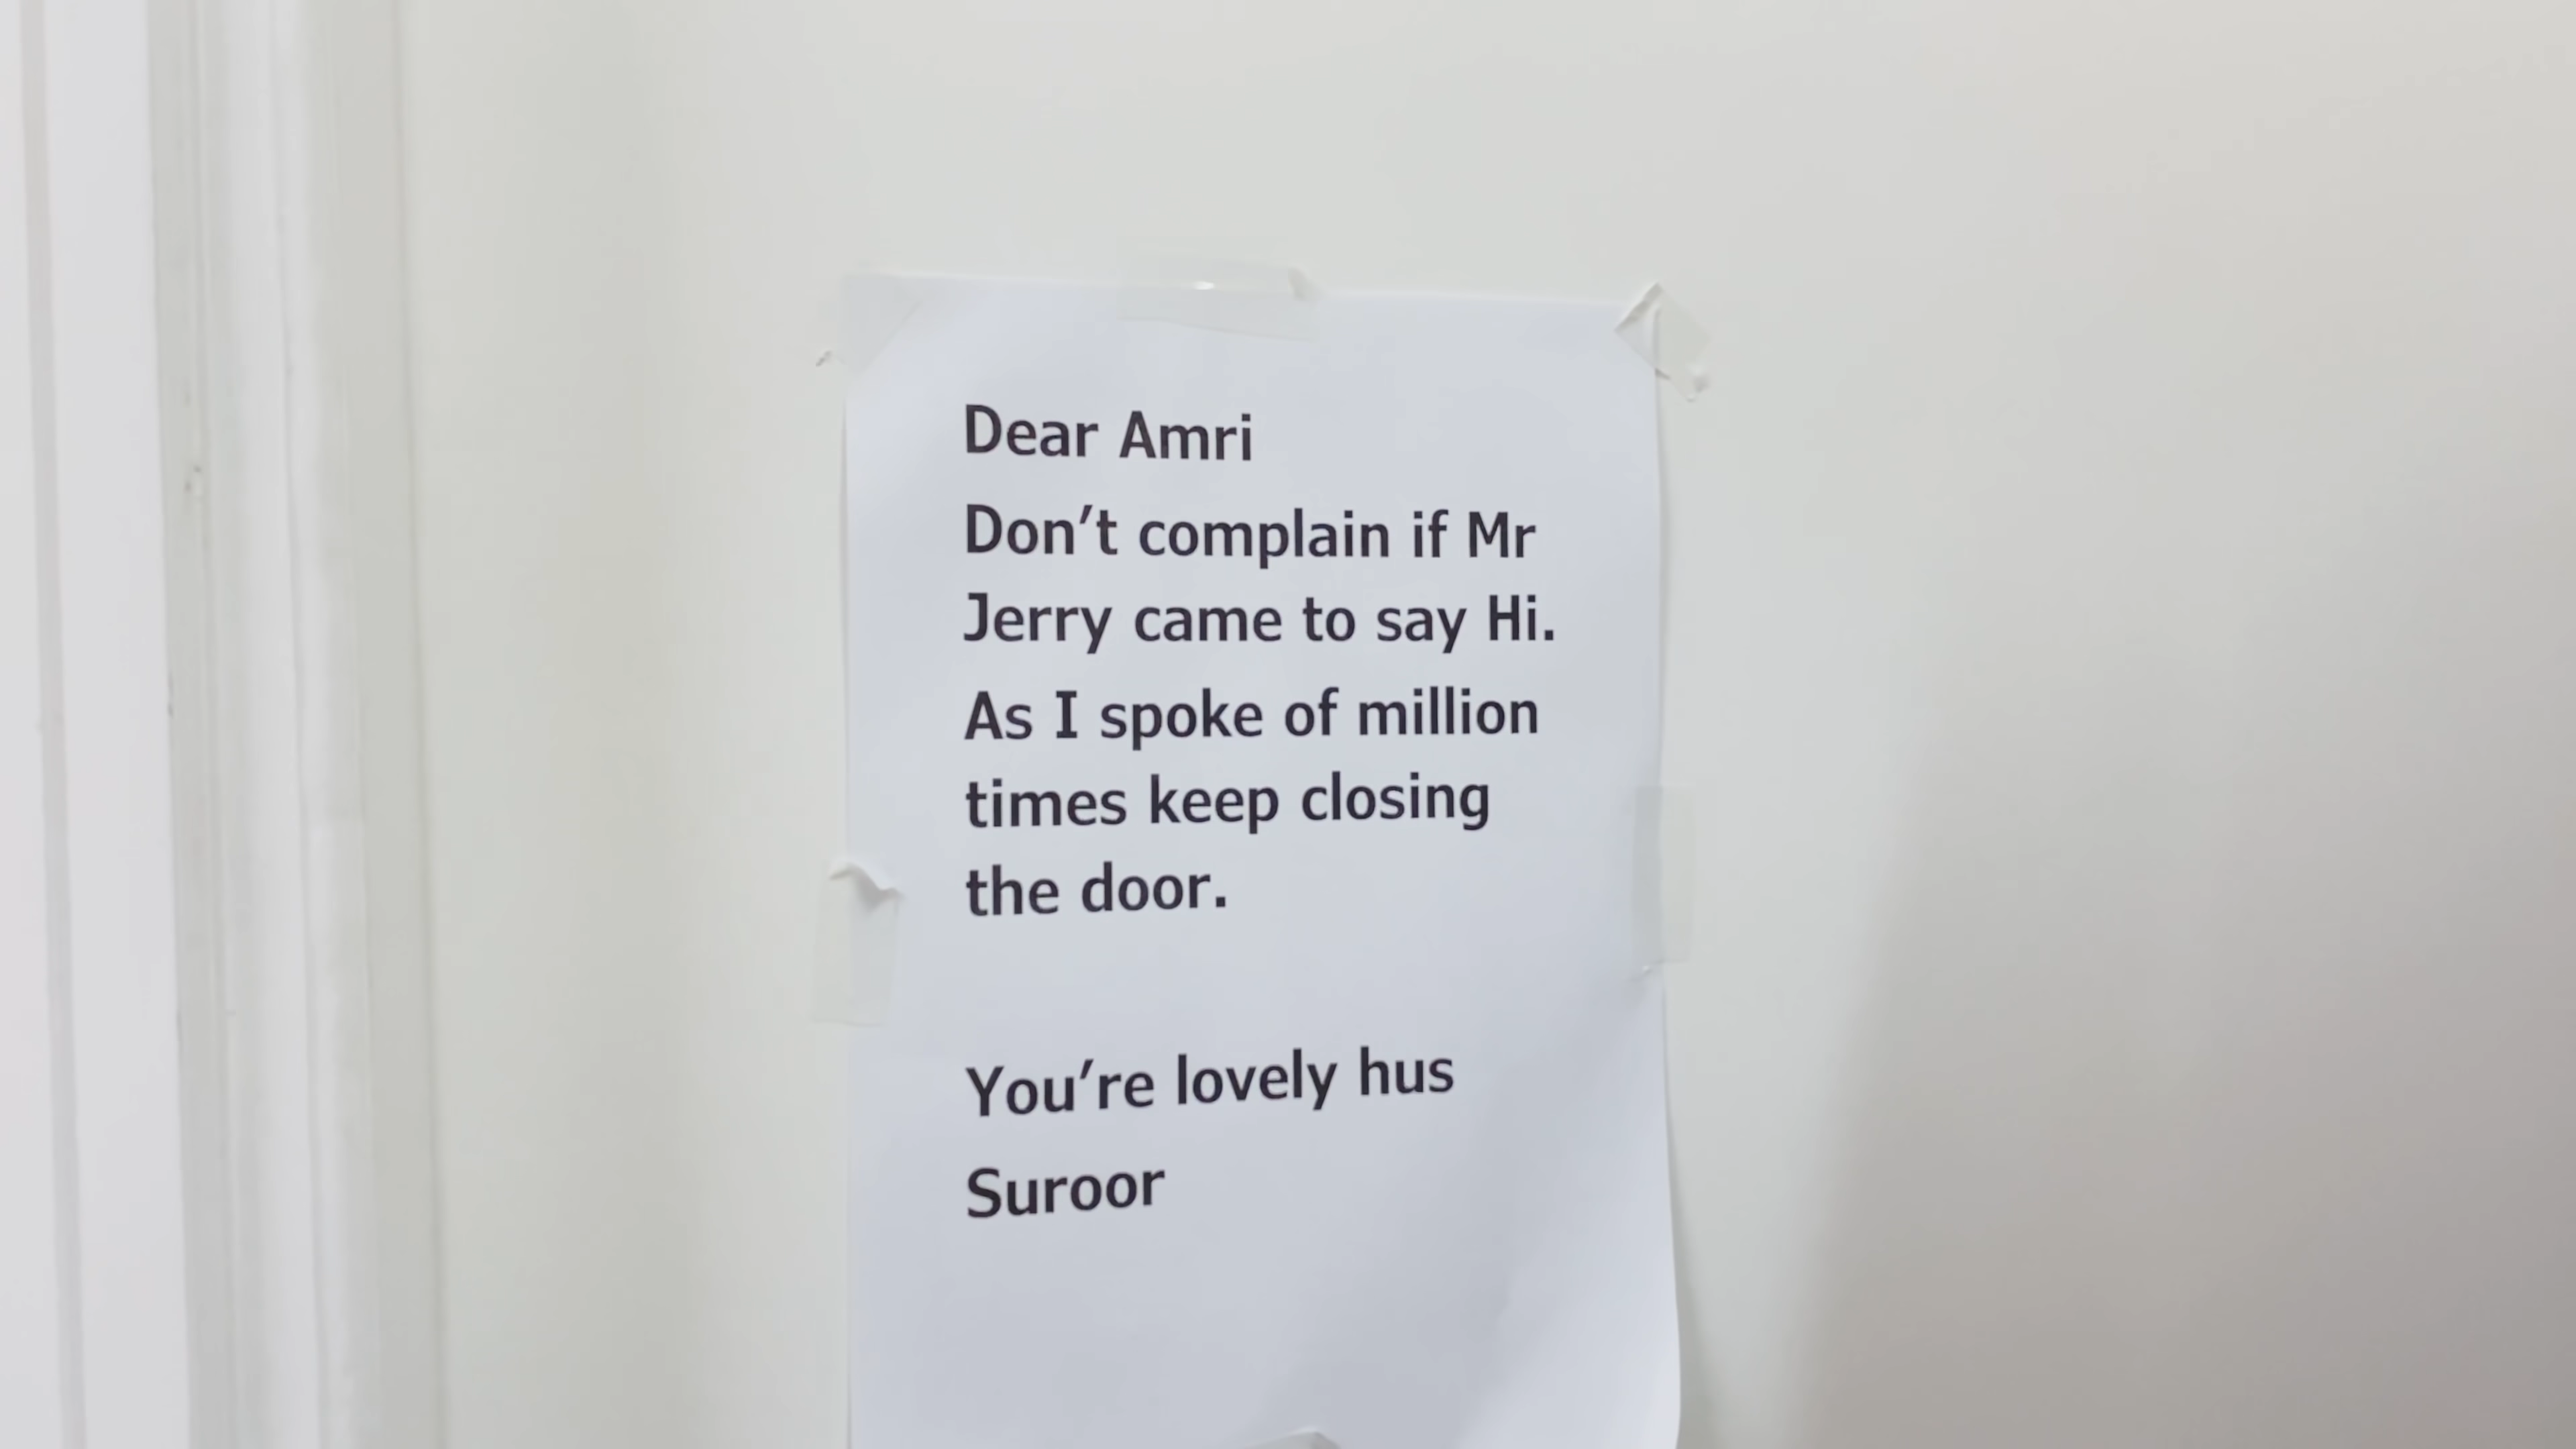 Dear Amri
Don't complain if Mr
Jerry came to say Hi.
As I spoke of million
times keep closing
the door.
You're lovely hus
Suroor